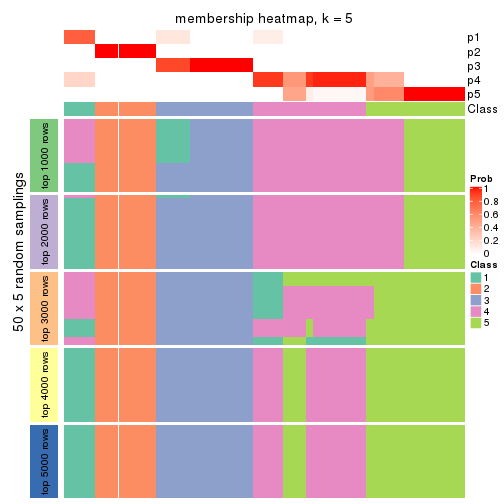 membership heatmap, k = 5
p1
p2
p3
p4
p5
Class
50 x 5 random samplings
top 1000 rows
top 2000 rows
top 3000 rows
top 4000 rows
top 5000 rows
Prob
1
0.8
0.6
0.4
0.2
0
Class
1
2
3
4
5